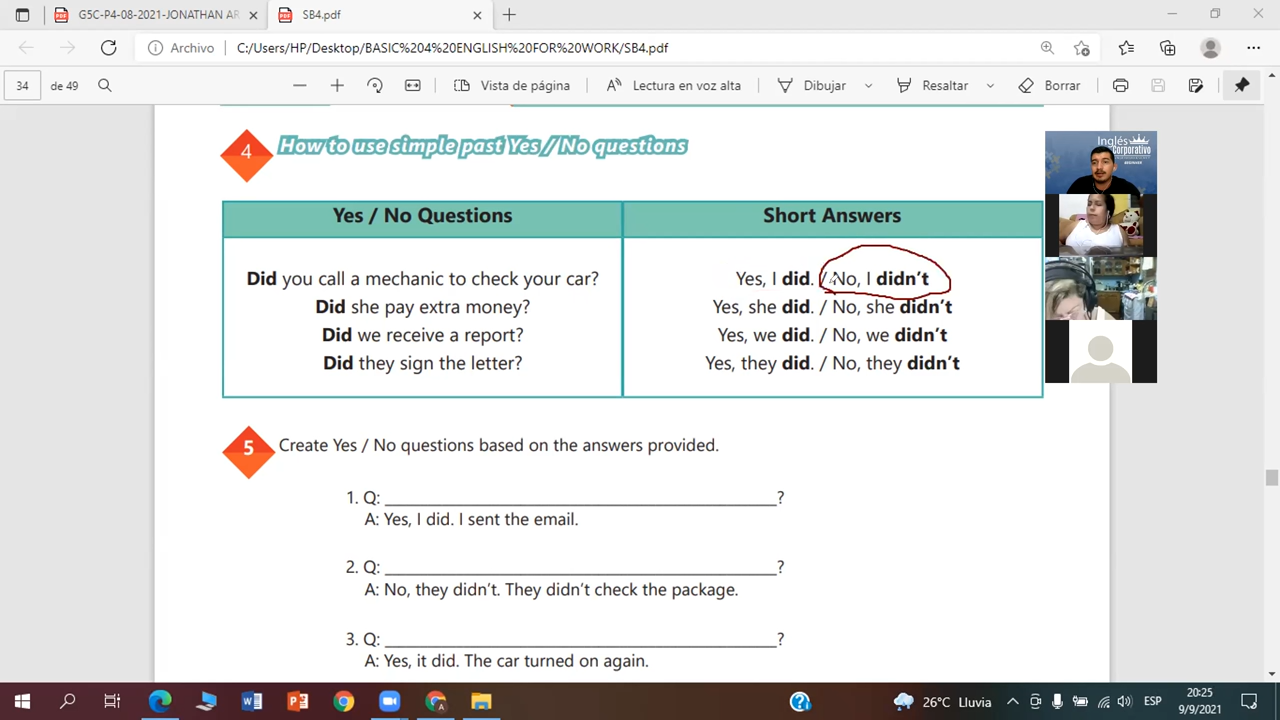 G5C-P4-08-2021-JONATHAN AR
SB4.pdf
Archivo
C:/Users/HP/Desktop/BASIC%204%20ENGLISH%20FOR%20WORK/SB4.pdf
34
de 49
Vista de página
Lectura en voz alta
Dibujar
Resaltar
Borrar
4
How to use simple past Yes / No questions
Inglés
Corporativo
Yes / No Questions
Short Answers
Did you call a mechanic to check your car?
Yes, I did. / No, I didn't
Did she pay extra money?
Yes, she did. / No, she didn't
Did we receive a report?
Yes, we did. / No, we didn't
Did they sign the letter?
Yes, they did. / No, they didn't
5
Create Yes / No questions based on the answers provided.
1. Q: ?
A: Yes, I did. I sent the email.
2. Q: ?
A: No, they didn't. They didn't check the package.
3. Q: ?
A: Yes, it did. The car turned on again.
26°C Lluvia
ESP
20:25
9/9/2021